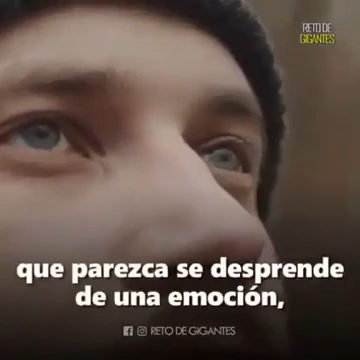 RETO DE
GIGANTES
que parezca se desprende
de una emoción,
RETO DE GIGANTES